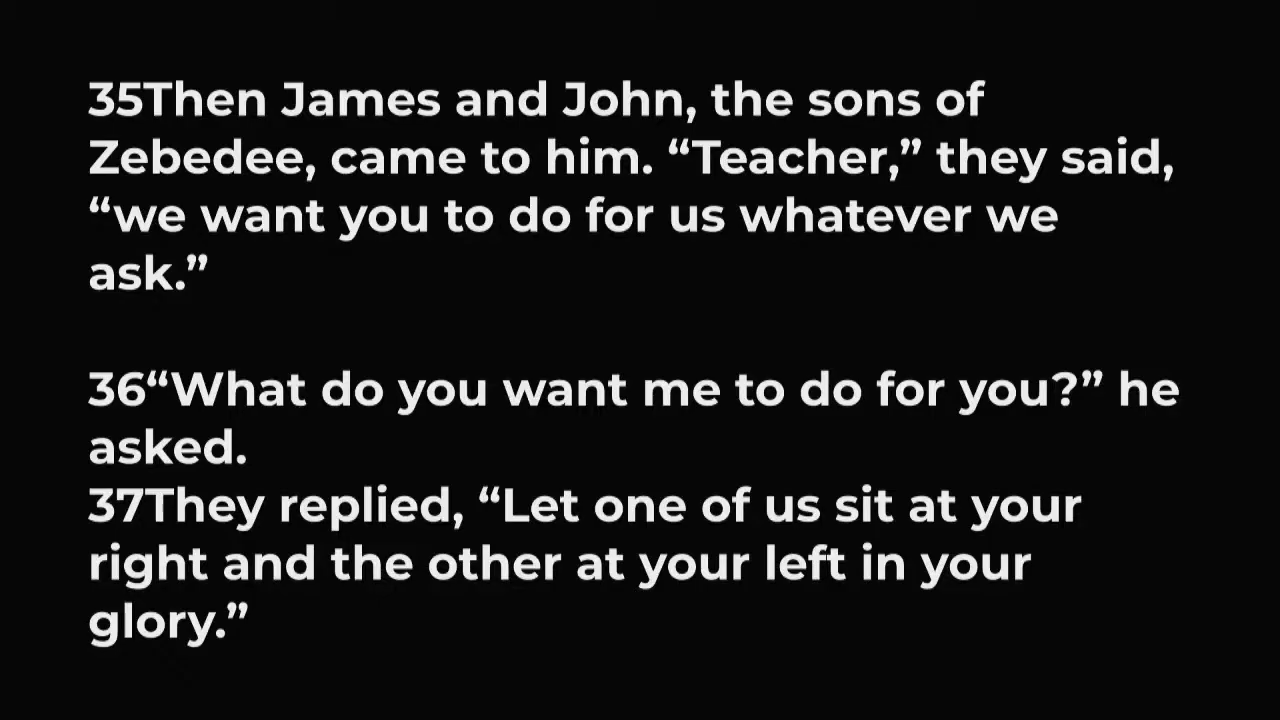 35Then James and John, the sons of
Zebedee, came to him. “Teacher,” they said,
“we want you to do for us whatever we
ask.”
36“What do you want me to do for you?” he
asked.
37They replied, “Let one of us sit at your
right and the other at your left in your
glory.”